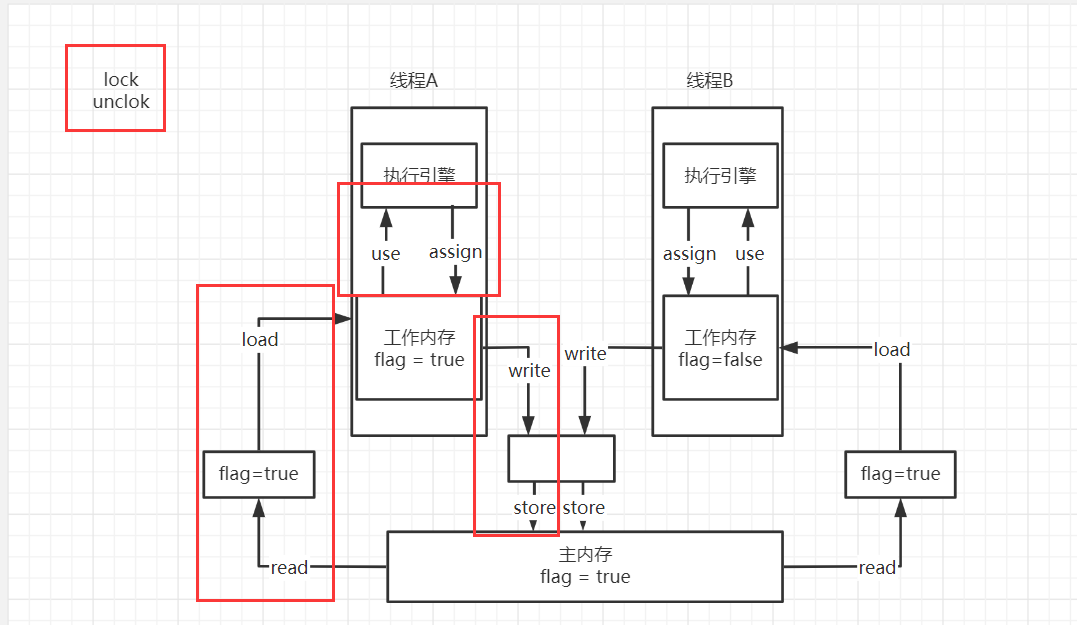 lock
unclok
线程A
线程B
执行引擎
执行引擎
use
assign
assign
use
工作内存
flag = true
工作内存
flag=false
load
write
write
load
flag=true
flag=true
store
store
主内存
flag = true
read
read